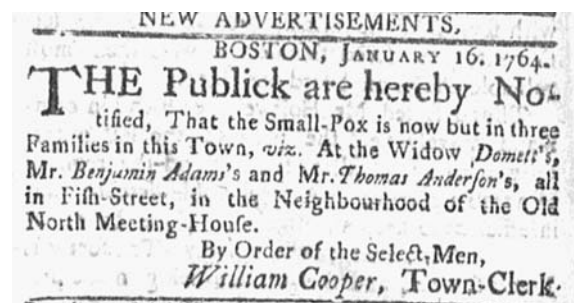 NEW ADVERTISEMENTS.
BOSTON, JANUARY 16. 1764.
THE Publick are hereby No-
tified, That the Small-Pox is now but in three
Families in this Town, viz. At the Widow Domett's,
Mr. Benjamin Adams's and Mr. Thomas Anderſon's, all
in Fiſh-Street, in the Neighbourhood of the Old
North Meeting-Houſe.
By Order of the Select-Men,
William Cooper, Town-Clerk.